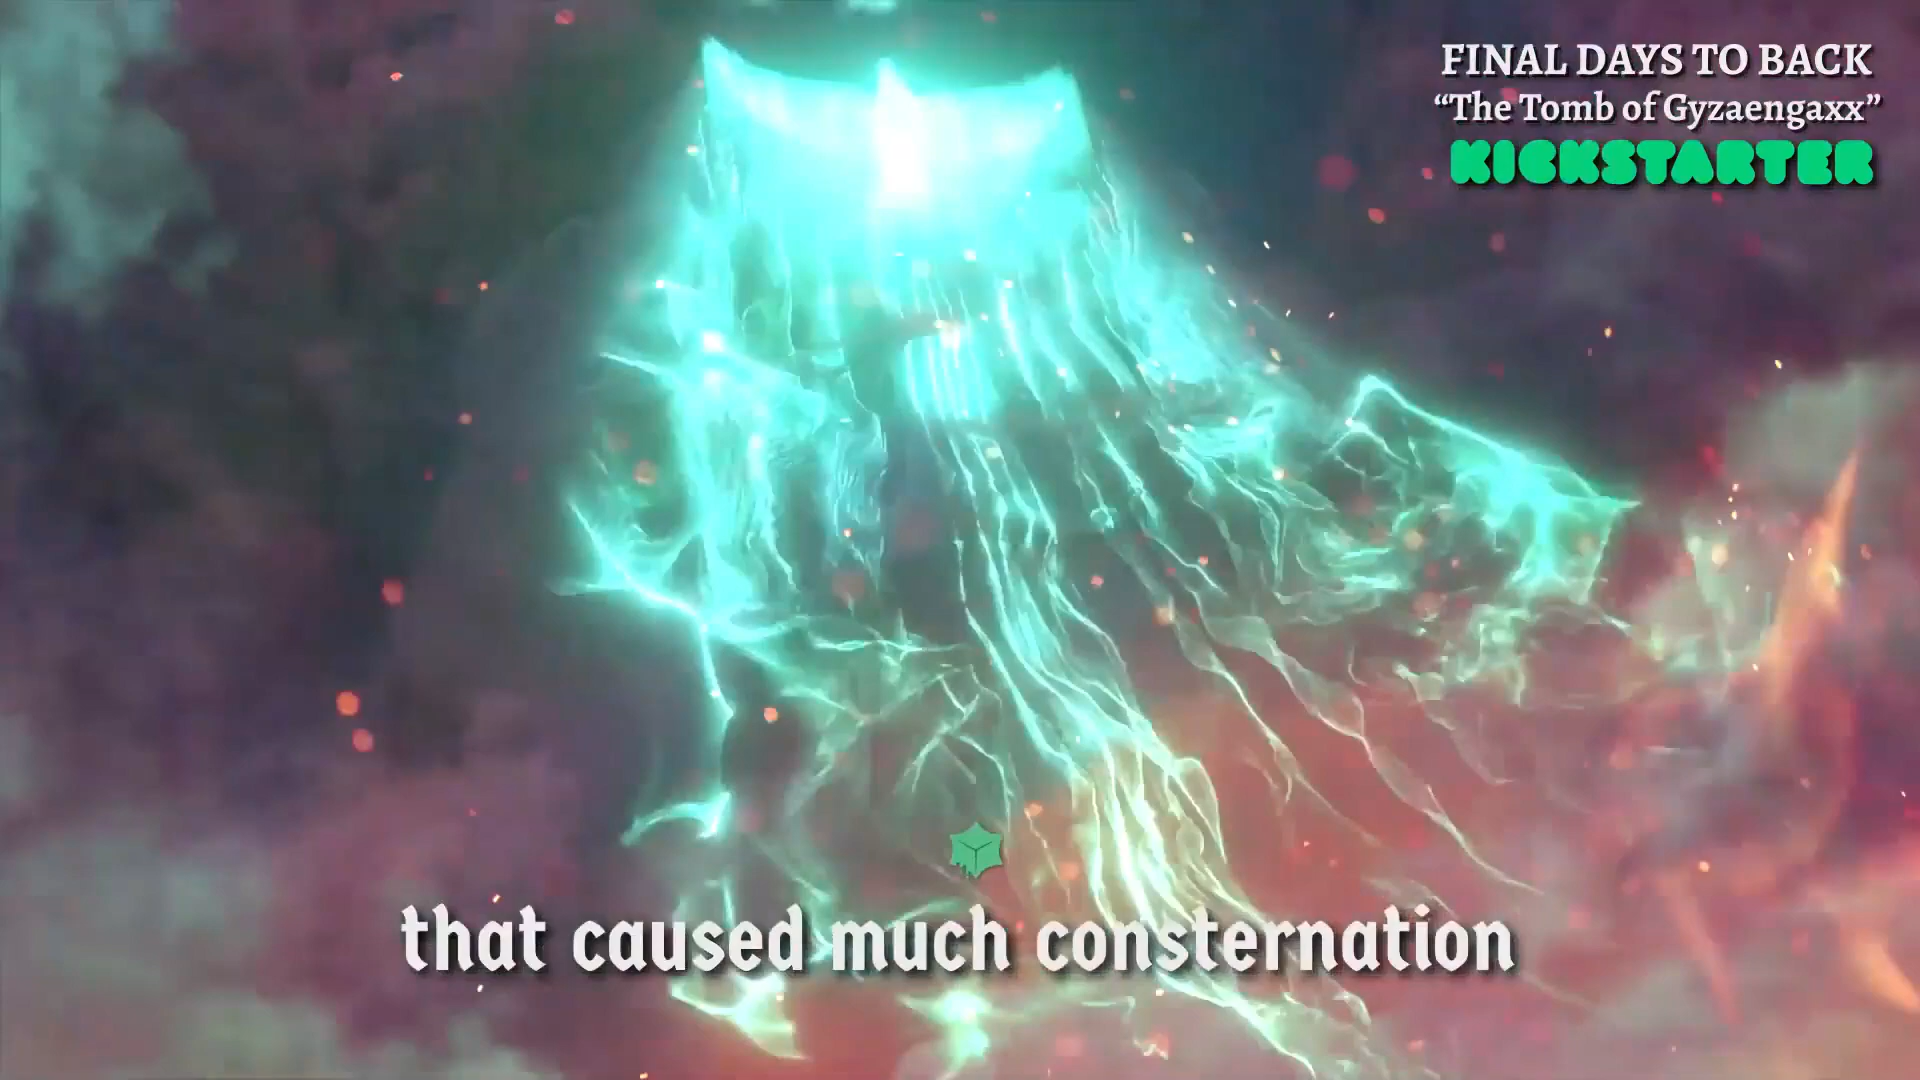 FINAL DAYS TO BACK
“The Tomb of Gyzaengaxx”
KICKSTARTER
that caused much consternation